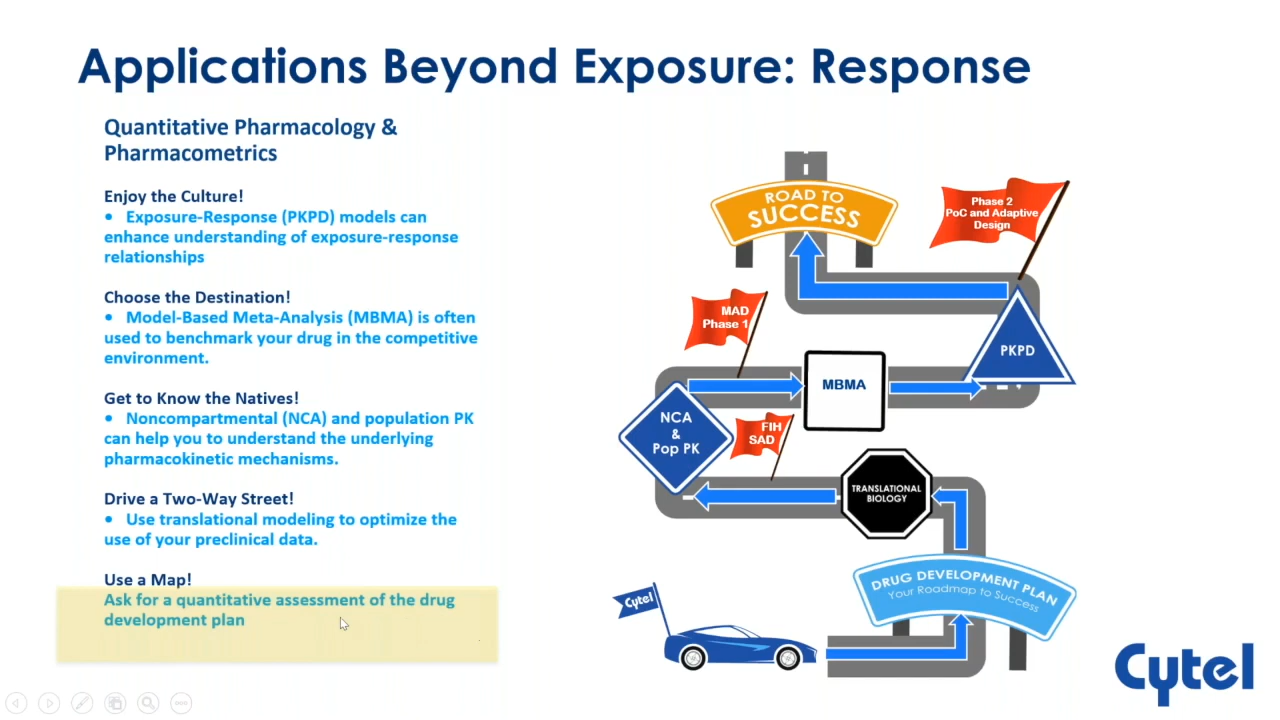 Applications Beyond Exposure: Response
Quantitative Pharmacology &
Pharmacometrics
Enjoy the Culture!
• Exposure-Response (PKPD) models can
enhance understanding of exposure-response
relationships
Choose the Destination!
• Model-Based Meta-Analysis (MBMA) is often
used to benchmark your drug in the competitive
environment.
Get to Know the Natives!
• Noncompartmental (NCA) and population PK
can help you to understand the underlying
pharmacokinetic mechanisms.
Drive a Two-Way Street!
• Use translational modeling to optimize the
use of your preclinical data.
Use a Map!
Ask for a quantitative assessment of the drug
development plan
ROAD TO
SUCCESS
Phase 2
PoC and Adaptive
Design
MAD
Phase 1
PKPD
MBMA
NCA
&
Pop PK
FIH
SAD
TRANSLATIONAL
BIOLOGY
DRUG DEVELOPMENT PLAN
Your Roadmap to Success
Cytel
Cytel